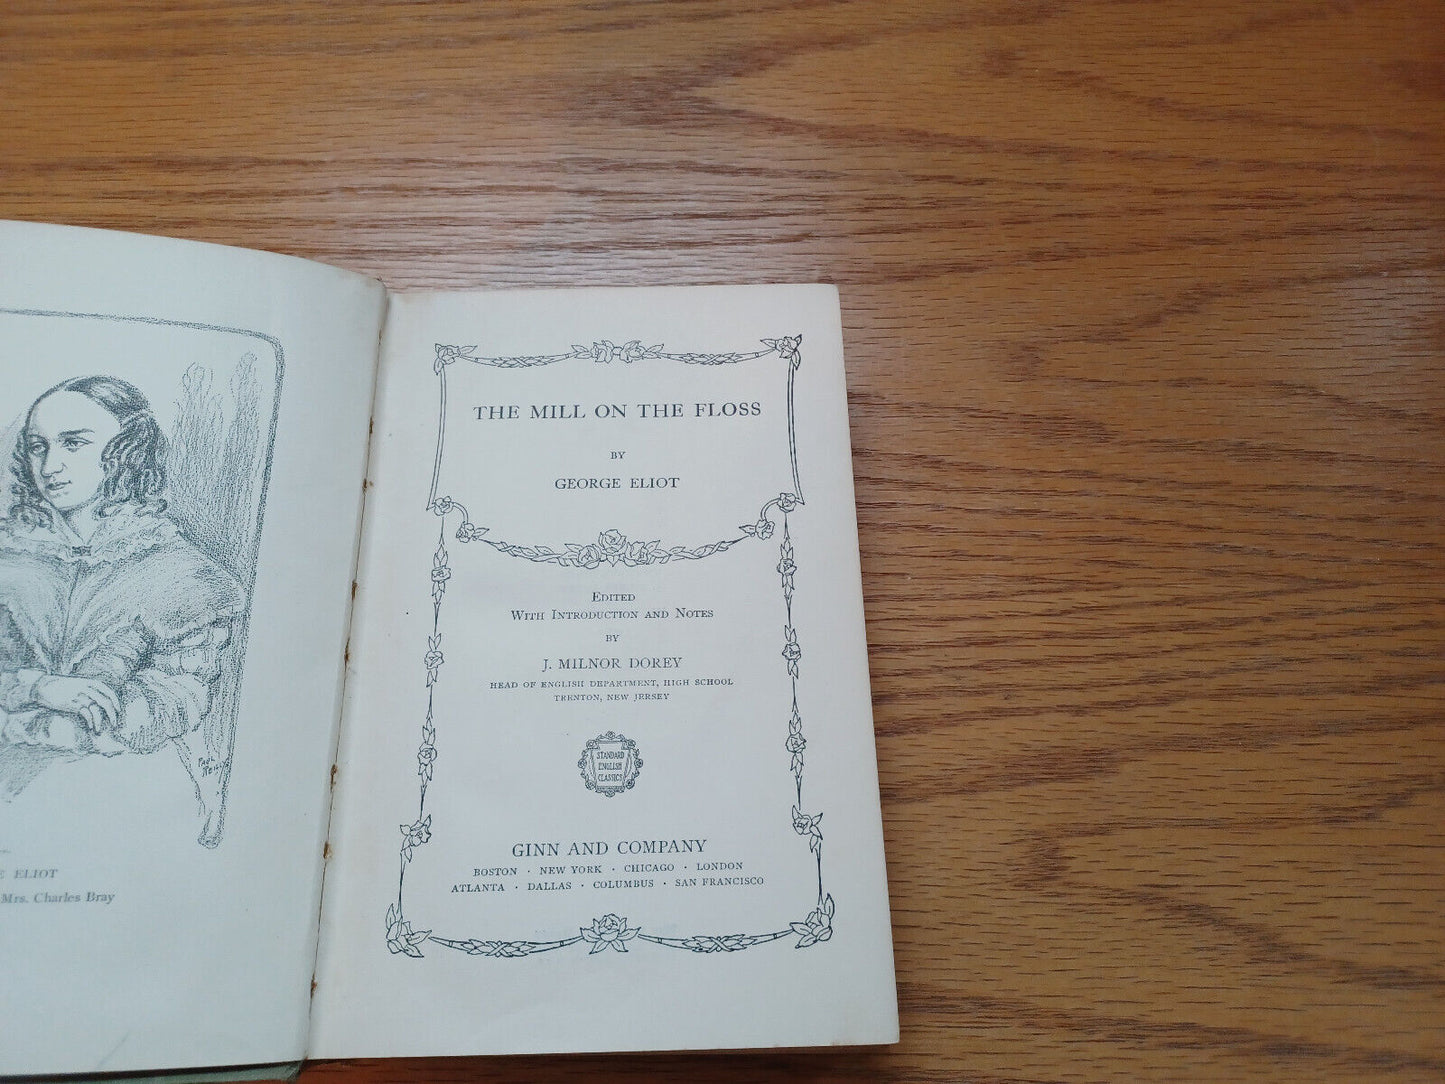 E ELIOT
Mrs. Charles Bray
THE MILL ON THE FLOSS
BY
GEORGE ELIOT
EDITED
WITH INTRODUCTION AND NOTES
BY
J. MILNOR DOREY
HEAD OF ENGLISH DEPARTMENT, HIGH SCHOOL
TRENTON, NEW JERSEY
STANDARD
ENGLISH
CLASSICS
GINN AND COMPANY
BOSTON · NEW YORK · CHICAGO · LONDON
ATLANTA · DALLAS · COLUMBUS · SAN FRANCISCO